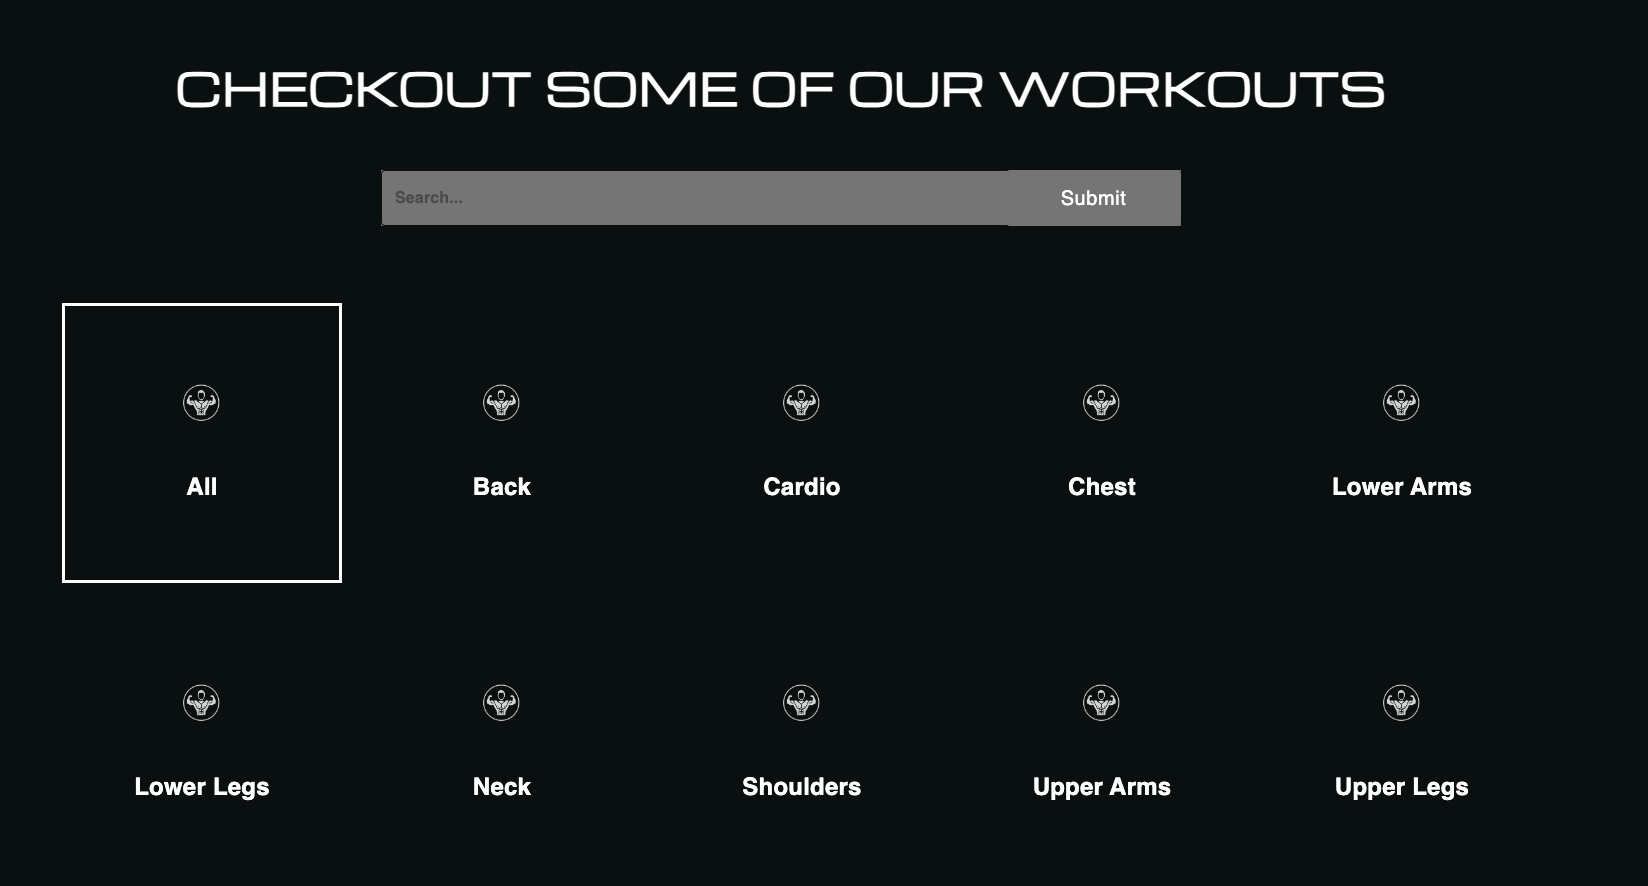 CHECKOUT SOME OF OUR WORKOUTS
Search...
Submit
All
Back
Cardio
Chest
Lower Arms
Lower Legs
Neck
Shoulders
Upper Arms
Upper Legs